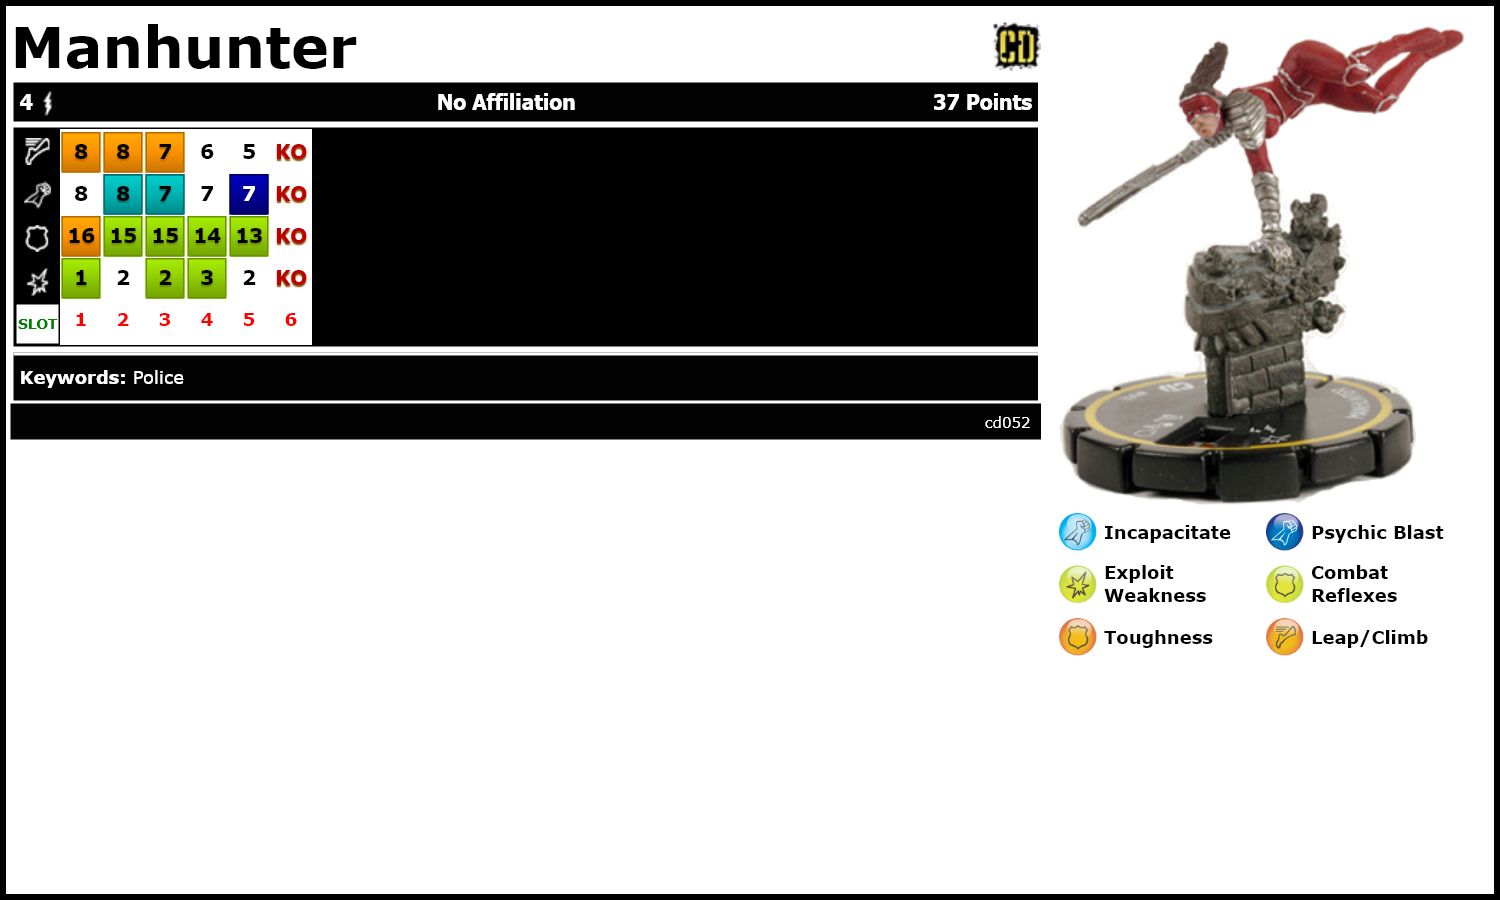 Manhunter
CD
4 No Affiliation 37 Points
8 8 7 6 5 KO
8 8 7 7 7 KO
16 15 15 14 13 KO
1 2 2 3 2 KO
SLOT 1 2 3 4 5 6
Keywords: Police
cd052
Incapacitate Psychic Blast
Exploit Weakness Combat Reflexes
Toughness Leap/Climb